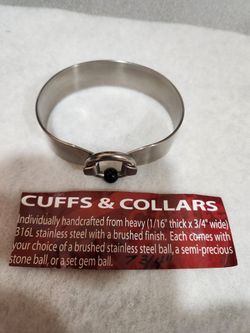 CUFFS & COLLARS
Individually handcrafted from heavy (1/16" thick x 3/4" wide)
316L stainless steel with a brushed finish. Each comes with
your choice of a brushed stainless steel ball, a semi-precious
stone ball, or a set gem ball.